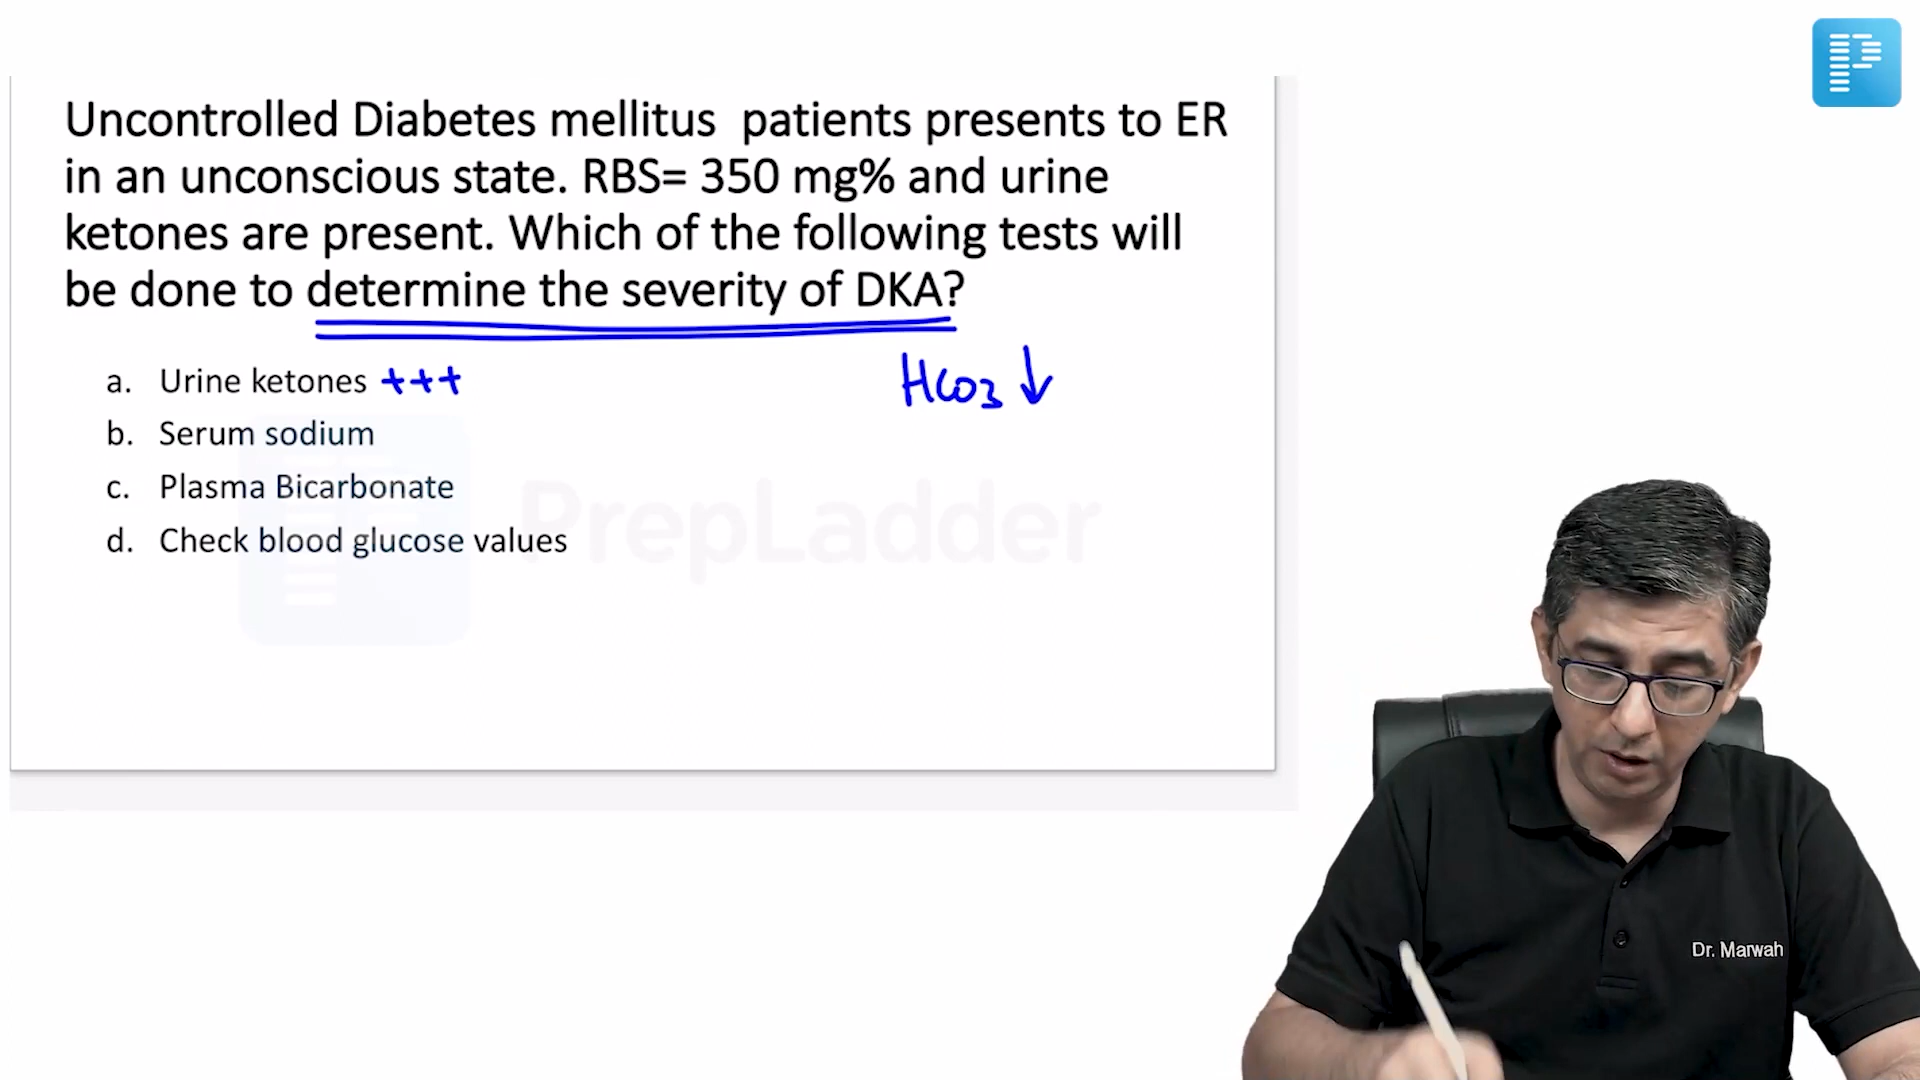 Uncontrolled Diabetes mellitus patients presents to ER
in an unconscious state. RBS= 350 mg% and urine
ketones are present. Which of the following tests will
be done to determine the severity of DKA?
HCO3 ↓
a. Urine ketones +++
b. Serum sodium
c. Plasma Bicarbonate
d. Check blood glucose values
PrepLadder
Dr. Marwah